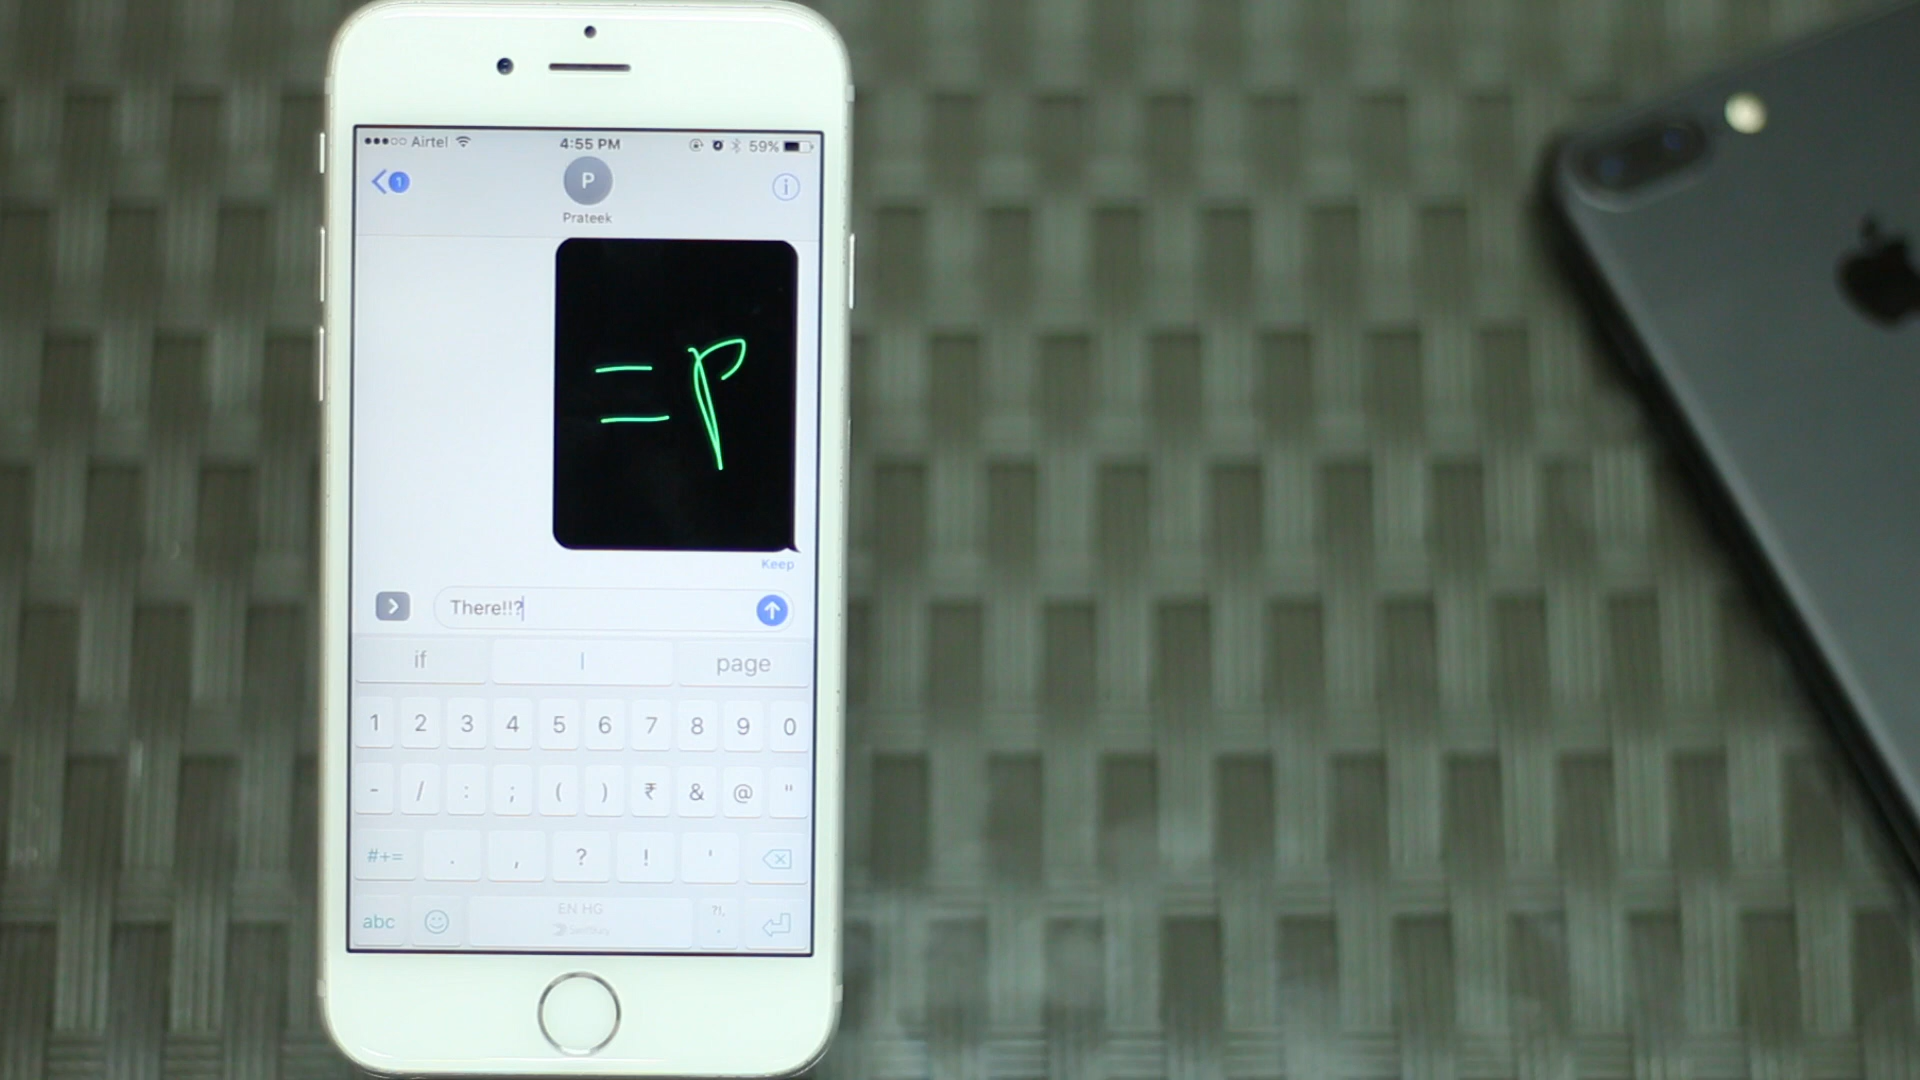 Airtel 4:55 PM 59%
1
P
Prateek
=P
Keep
There!!?
if I page
1 2 3 4 5 6 7 8 9 0
- / : ; ( ) ₹ & @ "
#+= . , ? ! '
abc EN HG ?!,
.
SwiftKey